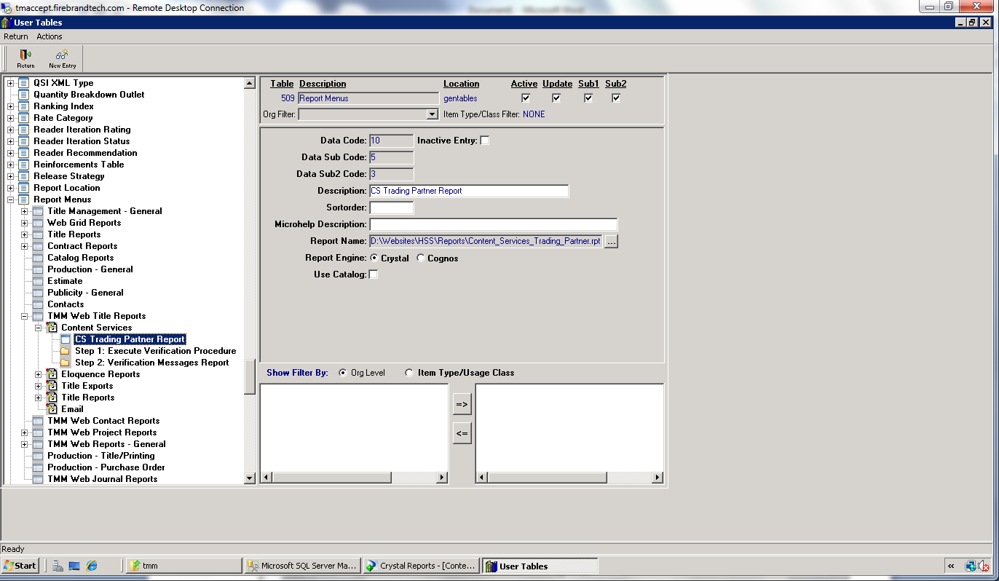 tmaccept.firebrandtech.com - Remote Desktop Connection
User Tables
Return Actions
Return New Entry
QSI XML Type
Quantity Breakdown Outlet
Ranking Index
Rate Category
Reader Iteration Rating
Reader Iteration Status
Reader Recommendation
Reinforcements Table
Release Strategy
Report Location
Report Menus
Title Management - General
Web Grid Reports
Title Reports
Contract Reports
Catalog Reports
Production - General
Estimate
Publicity - General
Contacts
TMM Web Title Reports
Content Services
CS Trading Partner Report
Step 1: Execute Verification Procedure
Step 2: Verification Messages Report
Eloquence Reports
Title Exports
Title Reports
Email
TMM Web Contact Reports
TMM Web Project Reports
TMM Web Reports - General
Production - Title/Printing
Production - Purchase Order
TMM Web Journal Reports
Table Description Location Active Update Sub1 Sub2
509 Report Menus gentables
Org Filter: Item Type/Class Filter: NONE
Data Code: 10 Inactive Entry:
Data Sub Code: 5
Data Sub2 Code: 3
Description: CS Trading Partner Report
Sortorder:
Microhelp Description:
Report Name: D:\Websites\HSS\Reports\Content_Services_Trading_Partner.rpt ...
Report Engine: Crystal Cognos
Use Catalog:
Show Filter By: Org Level Item Type/Usage Class
=>
<=
Ready
Start tmm Microsoft SQL Server Ma... Crystal Reports - [Conte... User Tables «